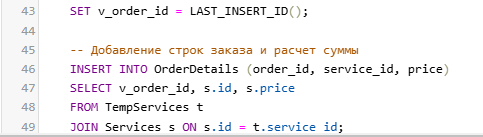 43 SET v_order_id = LAST_INSERT_ID();
44
45 -- Добавление строк заказа и расчет суммы
46 INSERT INTO OrderDetails (order_id, service_id, price)
47 SELECT v_order_id, s.id, s.price
48 FROM TempServices t
49 JOIN Services s ON s.id = t.service_id;